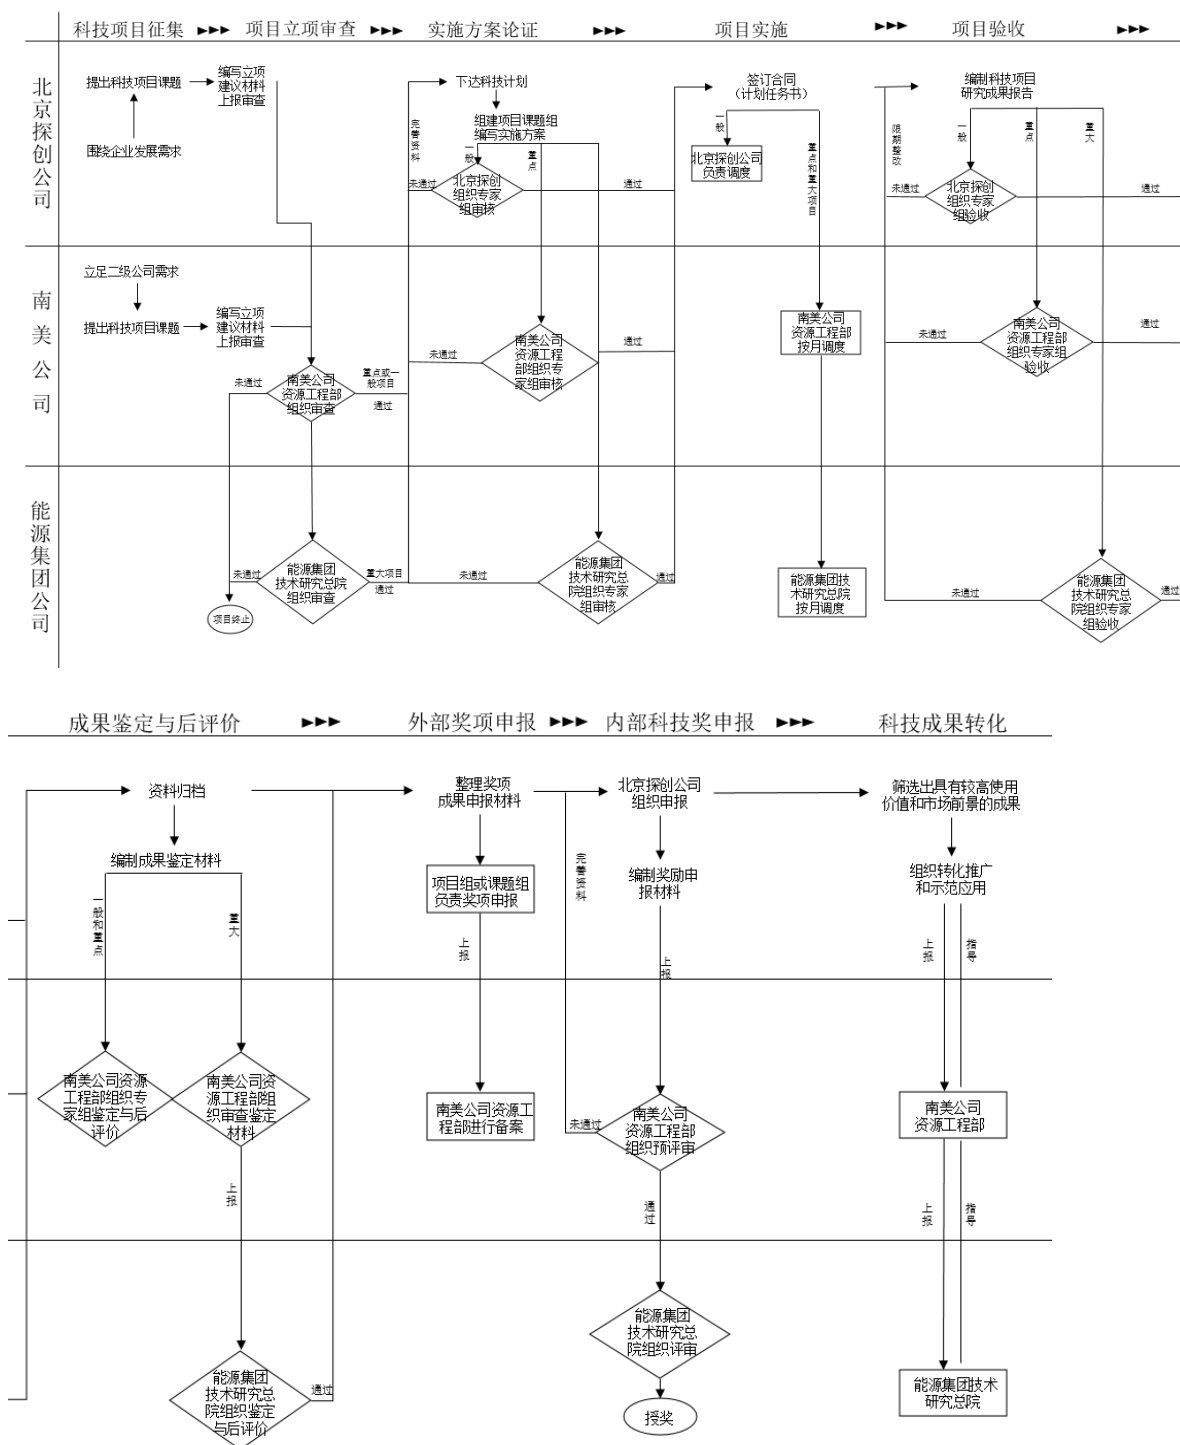 科技项目征集
项目立项审查
实施方案论证
项目实施
项目验收
北京探创公司
提出科技项目课题
围绕企业发展需求
编写立项
建议材料
上报审查
完善资料
下达科技计划
组建项目课题组
编写实施方案
一般
重点
未通过
北京探创
组织专家
组审核
通过
签订合同
（计划任务书）
一般
北京探创公司
负责调度
重点和重大项目
限期整改
编制科技项目
研究成果报告
一般
重点
重大
未通过
北京探创
组织专家
组验收
通过
南美公司
立足二级公司需求
提出科技项目课题
编写立项
建议材料
上报审查
未通过
南美公司
资源工程部
组织审查
重点或一
般项目
通过
未通过
南美公司
资源工程
部组织专
家组审核
通过
南美公司
资源工程部
按月调度
未通过
南美公司
资源工程部
组织专家组
验收
通过
能源集团公司
未通过
项目终止
能源集团
技术研究总院
组织审查
重大项目
通过
未通过
能源集团
技术研究总
院组织专家
组审核
通过
能源集团技
术研究总院
按月调度
未通过
能源集团
技术研究总
院组织专家
组验收
通过
成果鉴定与后评价
外部奖项申报
内部科技奖申报
科技成果转化
资料归档
编制成果鉴定材料
一般和重点
重大
整理奖项
成果申报材料
项目组或课题组
负责奖项申报
上报
完善资料
北京探创公司
组织申报
编制奖励申
报材料
上报
筛选出具有较高使用
价值和市场前景的成果
组织转化推广
和示范应用
上报
指导
南美公司资源
工程部组织专
家组鉴定与后
评价
南美公司资
源工程部组
织审查鉴定
材料
上报
南美公司资源工
程部进行备案
未通过
南美公司
资源工程部
组织预评审
通过
南美公司
资源工程部
上报
指导
能源集团
技术研究总
院组织鉴定
与后评价
通过
能源集团
技术研究总
院组织评审
授奖
能源集团技术
研究总院